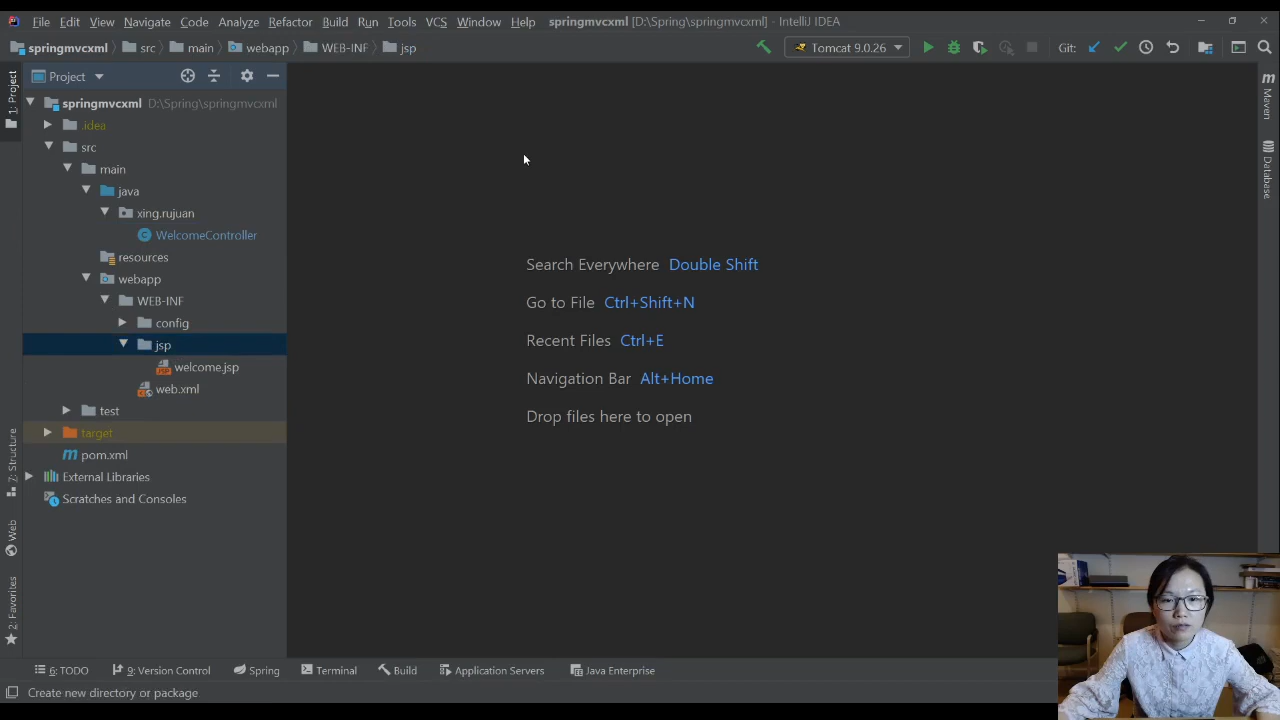 File Edit View Navigate Code Analyze Refactor Build Run Tools VCS Window Help springmvcxml [D:\Spring\springmvcxml] - IntelliJ IDEA
springmvcxml src main webapp WEB-INF jsp Tomcat 9.0.26 Git:
Project
springmvcxml D:\Spring\springmvcxml
.idea
src
main
java
xing.rujuan
WelcomeController
resources
webapp
WEB-INF
config
jsp
welcome.jsp
web.xml
test
target
pom.xml
External Libraries
Scratches and Consoles
1: Project
7: Structure
Web
2: Favorites
Search Everywhere Double Shift
Go to File Ctrl+Shift+N
Recent Files Ctrl+E
Navigation Bar Alt+Home
Drop files here to open
Maven
Database
6: TODO 9: Version Control Spring Terminal Build Application Servers Java Enterprise
Create new directory or package